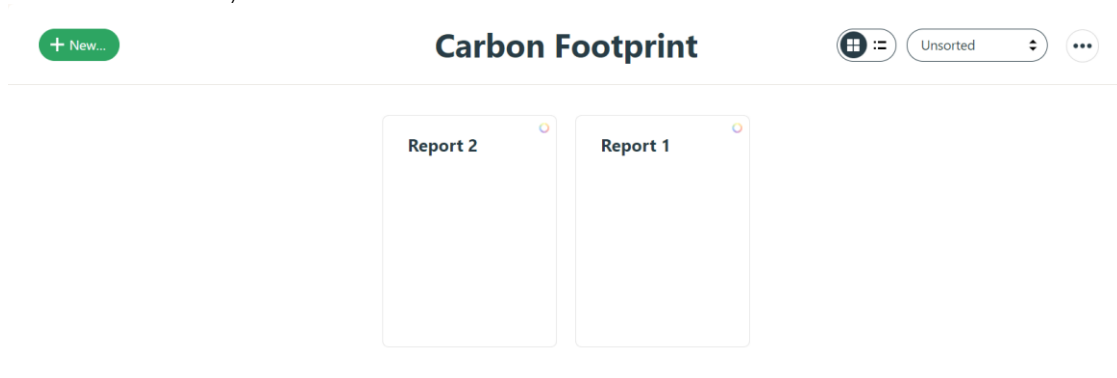 + New...
Carbon Footprint
Unsorted
Report 2
Report 1